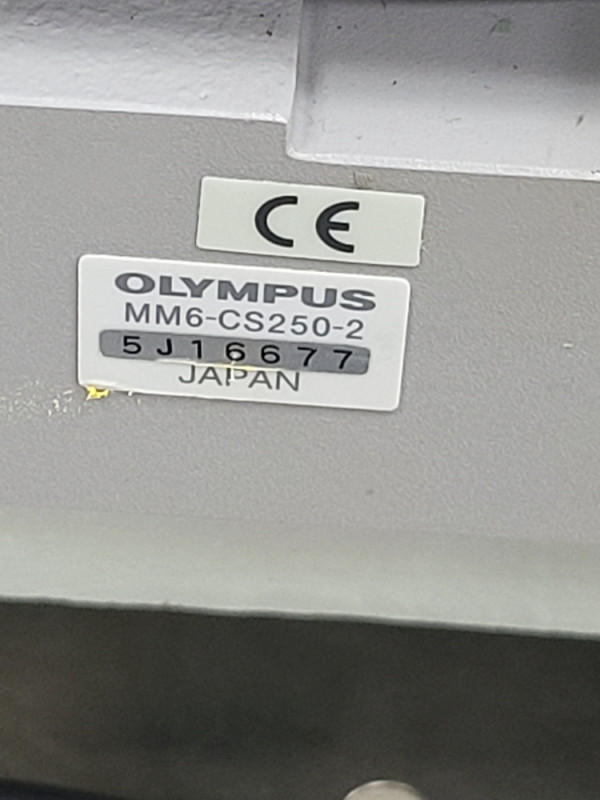 CE
OLYMPUS
MM6-CS250-2
5J16677
JAPAN